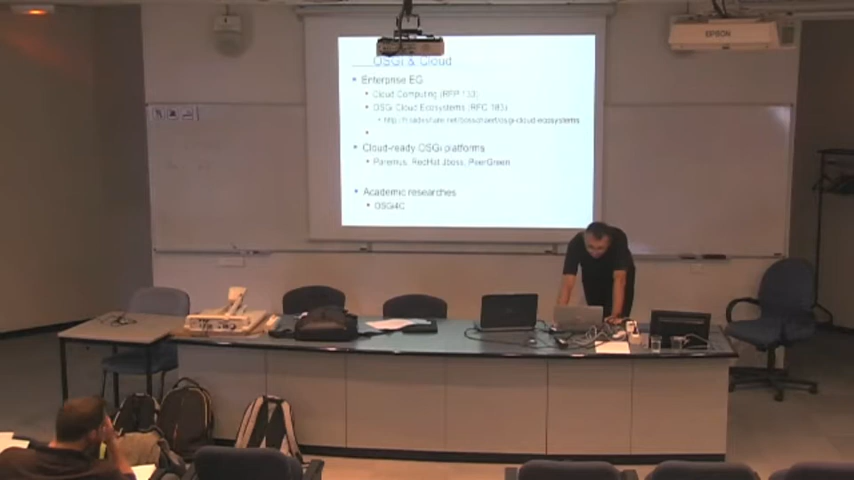 OSGi & Cloud
EPSON
Enterprise EG
Cloud Computing (RFP 133)
OSGi Cloud Ecosystems (RFC 183)
Cloud-ready OSGi platforms
Paremus, RedHat Jboss, PeerGreen
Academic researches
OSGi4C